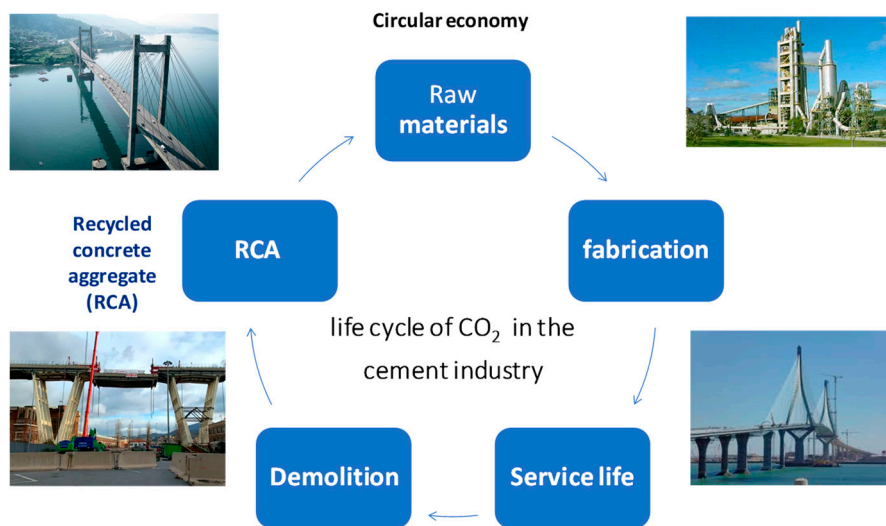 Circular economy
Raw
materials
RCA
fabrication
Recycled
concrete
aggregate
(RCA)
life cycle of CO₂ in the
cement industry
Demolition
Service life